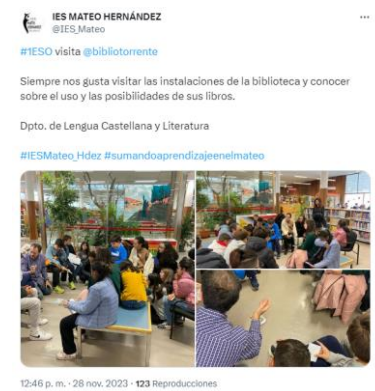 IES MATEO HERNÁNDEZ
@IES_Mateo
#1ESO visita @bibliotorrente
Siempre nos gusta visitar las instalaciones de la biblioteca y conocer
sobre el uso y las posibilidades de sus libros.
Dpto. de Lengua Castellana y Literatura
#IESMateo_Hdez #sumandoaprendizajeenelmateo
12:46 p. m. · 28 nov. 2023 · 123 Reproducciones